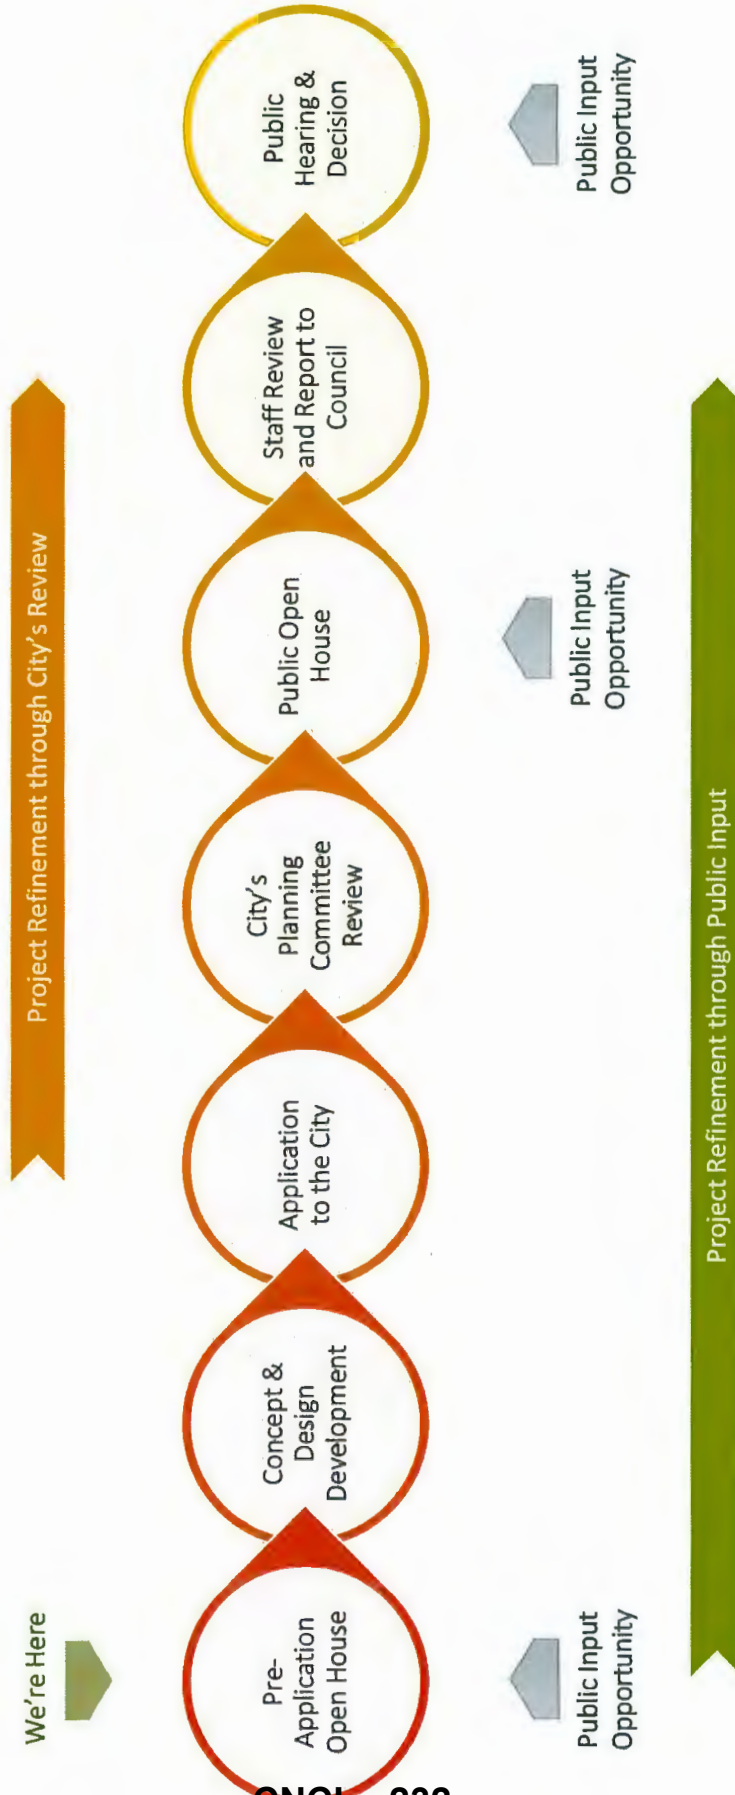 We're Here
Project Refinement through City's Review
Pre-
Application
Open House
Concept &
Design
Development
Application
to the City
City's
Planning
Committee
Review
Public Open
House
Staff Review
and Report to
Council
Public
Hearing &
Decision
Public Input
Opportunity
Public Input
Opportunity
Public Input
Opportunity
Project Refinement through Public Input